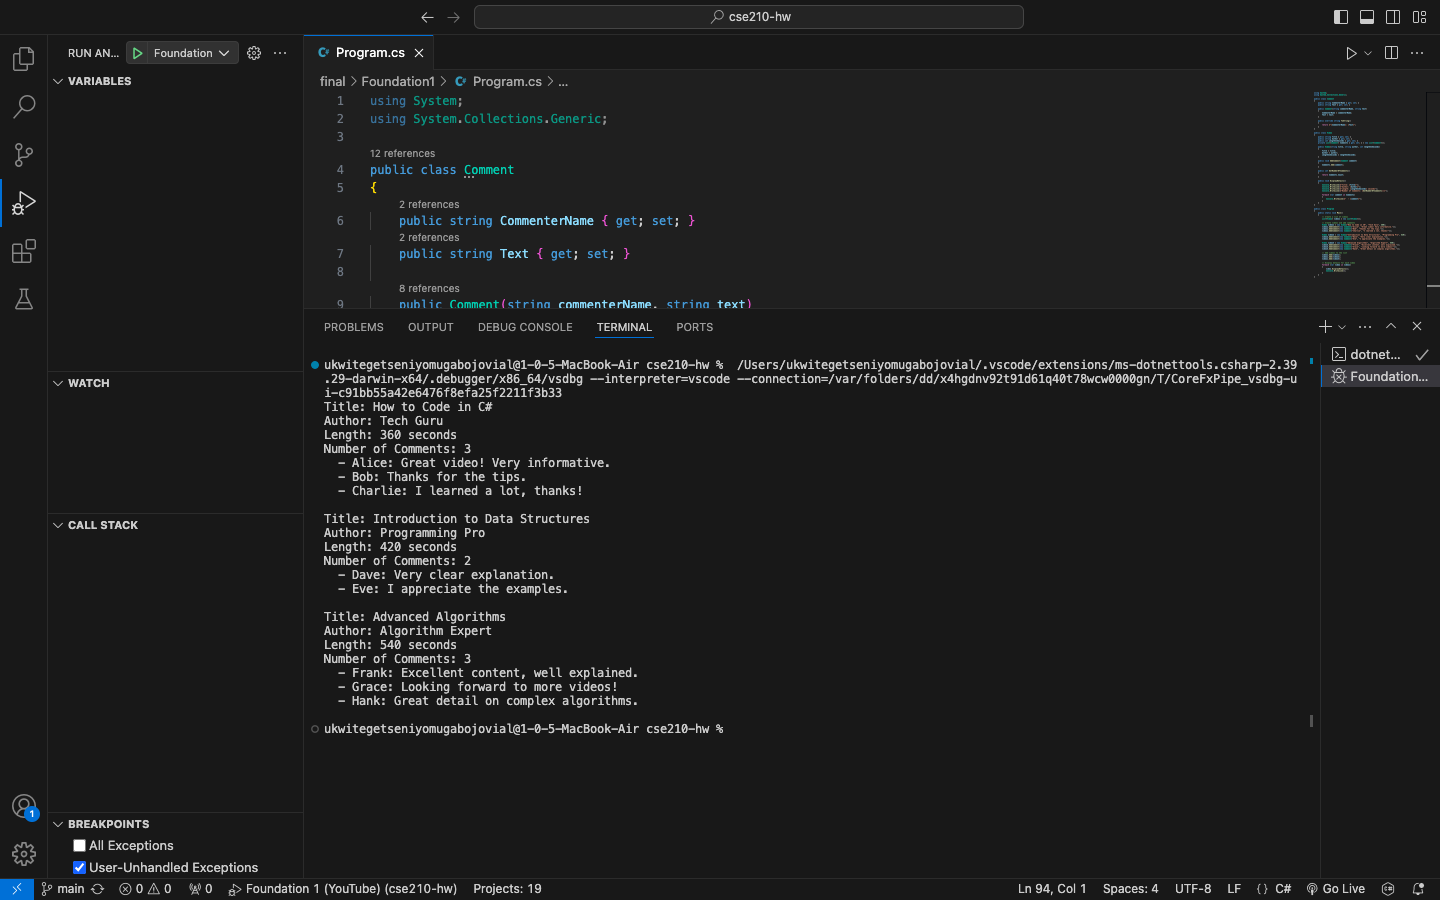 cse210-hw
RUN AN...
Foundation
Program.cs
VARIABLES
final > Foundation1 > Program.cs > ...
1 using System;
2 using System.Collections.Generic;
3
12 references
4 public class Comment
5 {
2 references
6 public string CommenterName { get; set; }
2 references
7 public string Text { get; set; }
8
8 references
9 public Comment(string commenterName, string text)
PROBLEMS OUTPUT DEBUG CONSOLE TERMINAL PORTS
ukwitegetseniyomugabojovial@1-0-5-MacBook-Air cse210-hw % /Users/ukwitegetseniyomugabojovial/.vscode/extensions/ms-dotnettools.csharp-2.39
.29-darwin-x64/.debugger/x86_64/vsdbg --interpreter=vscode --connection=/var/folders/dd/x4hgdnv92t91d61q40t78wcw0000gn/T/CoreFxPipe_vsdbg-u
i-c91bb55a42e6476f8efa25f2211f3b33
Title: How to Code in C#
Author: Tech Guru
Length: 360 seconds
Number of Comments: 3
- Alice: Great video! Very informative.
- Bob: Thanks for the tips.
- Charlie: I learned a lot, thanks!
Title: Introduction to Data Structures
Author: Programming Pro
Length: 420 seconds
Number of Comments: 2
- Dave: Very clear explanation.
- Eve: I appreciate the examples.
Title: Advanced Algorithms
Author: Algorithm Expert
Length: 540 seconds
Number of Comments: 3
- Frank: Excellent content, well explained.
- Grace: Looking forward to more videos!
- Hank: Great detail on complex algorithms.
ukwitegetseniyomugabojovial@1-0-5-MacBook-Air cse210-hw %
dotnet...
Foundation...
WATCH
CALL STACK
BREAKPOINTS
All Exceptions
User-Unhandled Exceptions
1
main 0 0 0 Foundation 1 (YouTube) (cse210-hw) Projects: 19 Ln 94, Col 1 Spaces: 4 UTF-8 LF {} C# Go Live